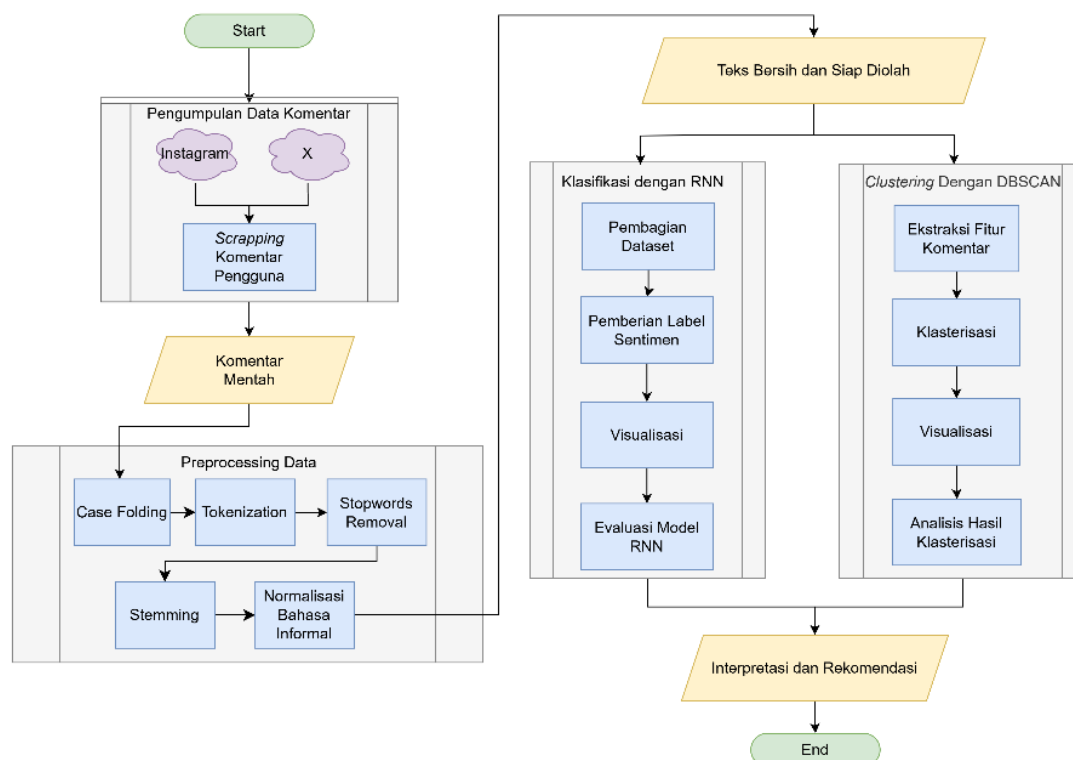 Start
Pengumpulan Data Komentar
Instagram
X
Scrapping
Komentar
Pengguna
Komentar
Mentah
Preprocessing Data
Case Folding
Tokenization
Stopwords
Removal
Stemming
Normalisasi
Bahasa
Informal
Teks Bersih dan Siap Diolah
Klasifikasi dengan RNN
Pembagian
Dataset
Pemberian Label
Sentimen
Visualisasi
Evaluasi Model
RNN
Clustering Dengan DBSCAN
Ekstraksi Fitur
Komentar
Klasterisasi
Visualisasi
Analisis Hasil
Klasterisasi
Interpretasi dan Rekomendasi
End